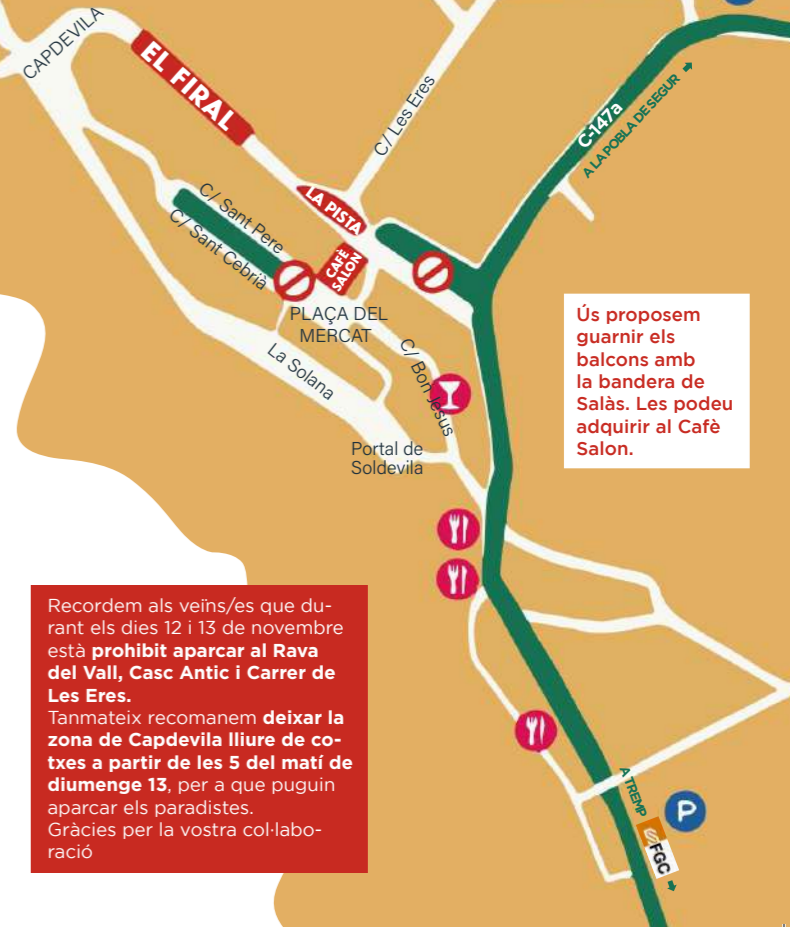 CAPDEVILA
EL FIRAL
C/ Les Eres
C-147a
A LA POBLA DE SEGUR
LA PISTA
C/ Sant Pere
C/ Sant Cebrià
CAFÈ
SALON
PLAÇA DEL
MERCAT
La Solana
C/ Bon Jesus
Portal de
Soldevila
Ús proposem
guarnir els
balcons amb
la bandera de
Salàs. Les podeu
adquirir al Cafè
Salon.
Recordem als veïns/es que du-
rant els dies 12 i 13 de novembre
està prohibit aparcar al Rava
del Vall, Casc Antic i Carrer de
Les Eres.
Tanmateix recomanem deixar la
zona de Capdevila lliure de co-
txes a partir de les 5 del matí de
diumenge 13, per a que puguin
aparcar els paradistes.
Gràcies per la vostra col·labo-
ració
A TREMP
P
FGC